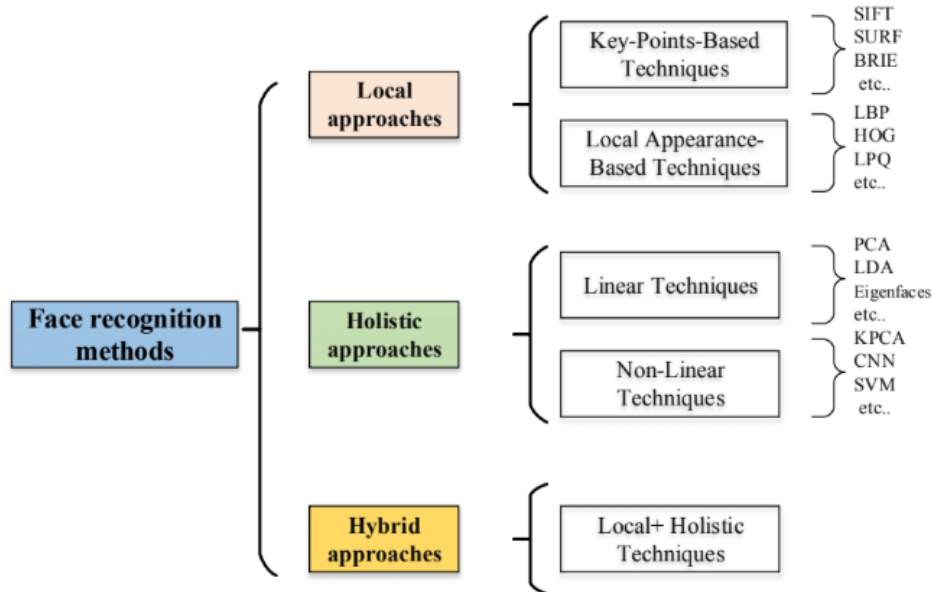 Face recognition
methods
Local
approaches
Key-Points-Based
Techniques
SIFT
SURF
BRIE
etc..
Local Appearance-
Based Techniques
LBP
HOG
LPQ
etc..
Holistic
approaches
Linear Techniques
PCA
LDA
Eigenfaces
etc..
Non-Linear
Techniques
KPCA
CNN
SVM
etc..
Hybrid
approaches
Local+ Holistic
Techniques